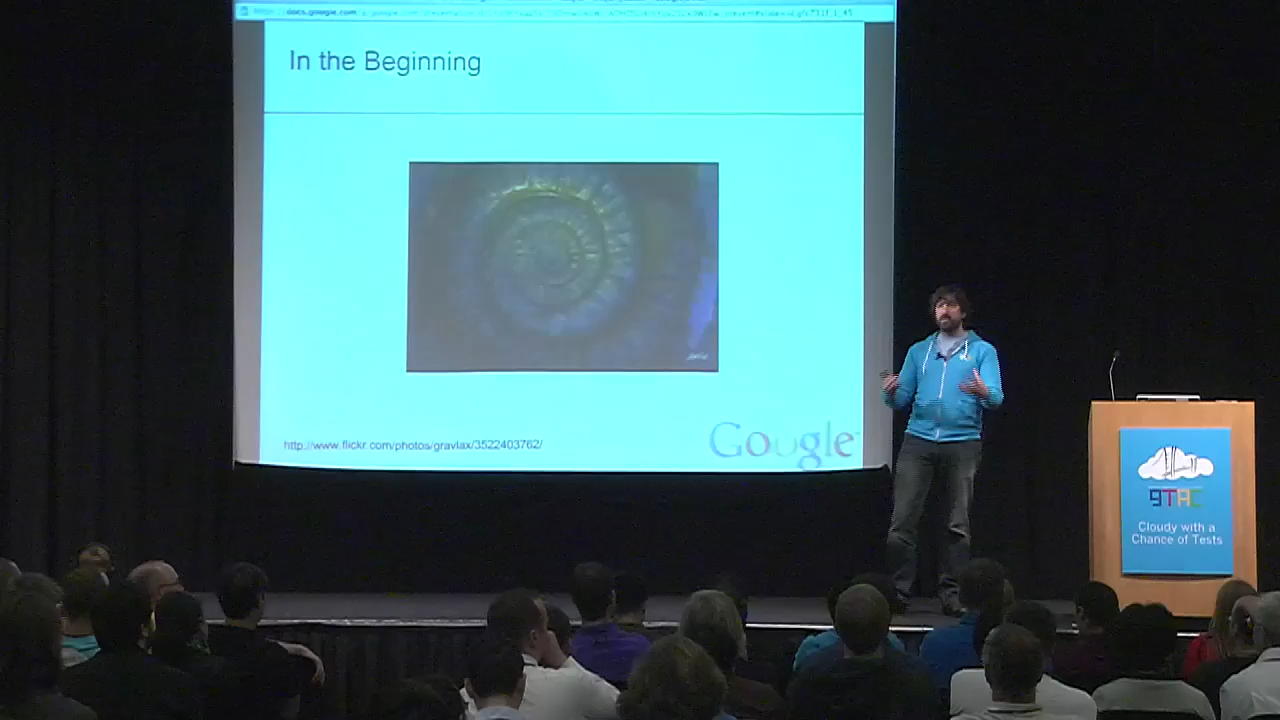 docs.google.com
In the Beginning
http://www.flickr.com/photos/gravlax/3522403762/
Google
gTAC
Cloudy with a
Chance of Tests